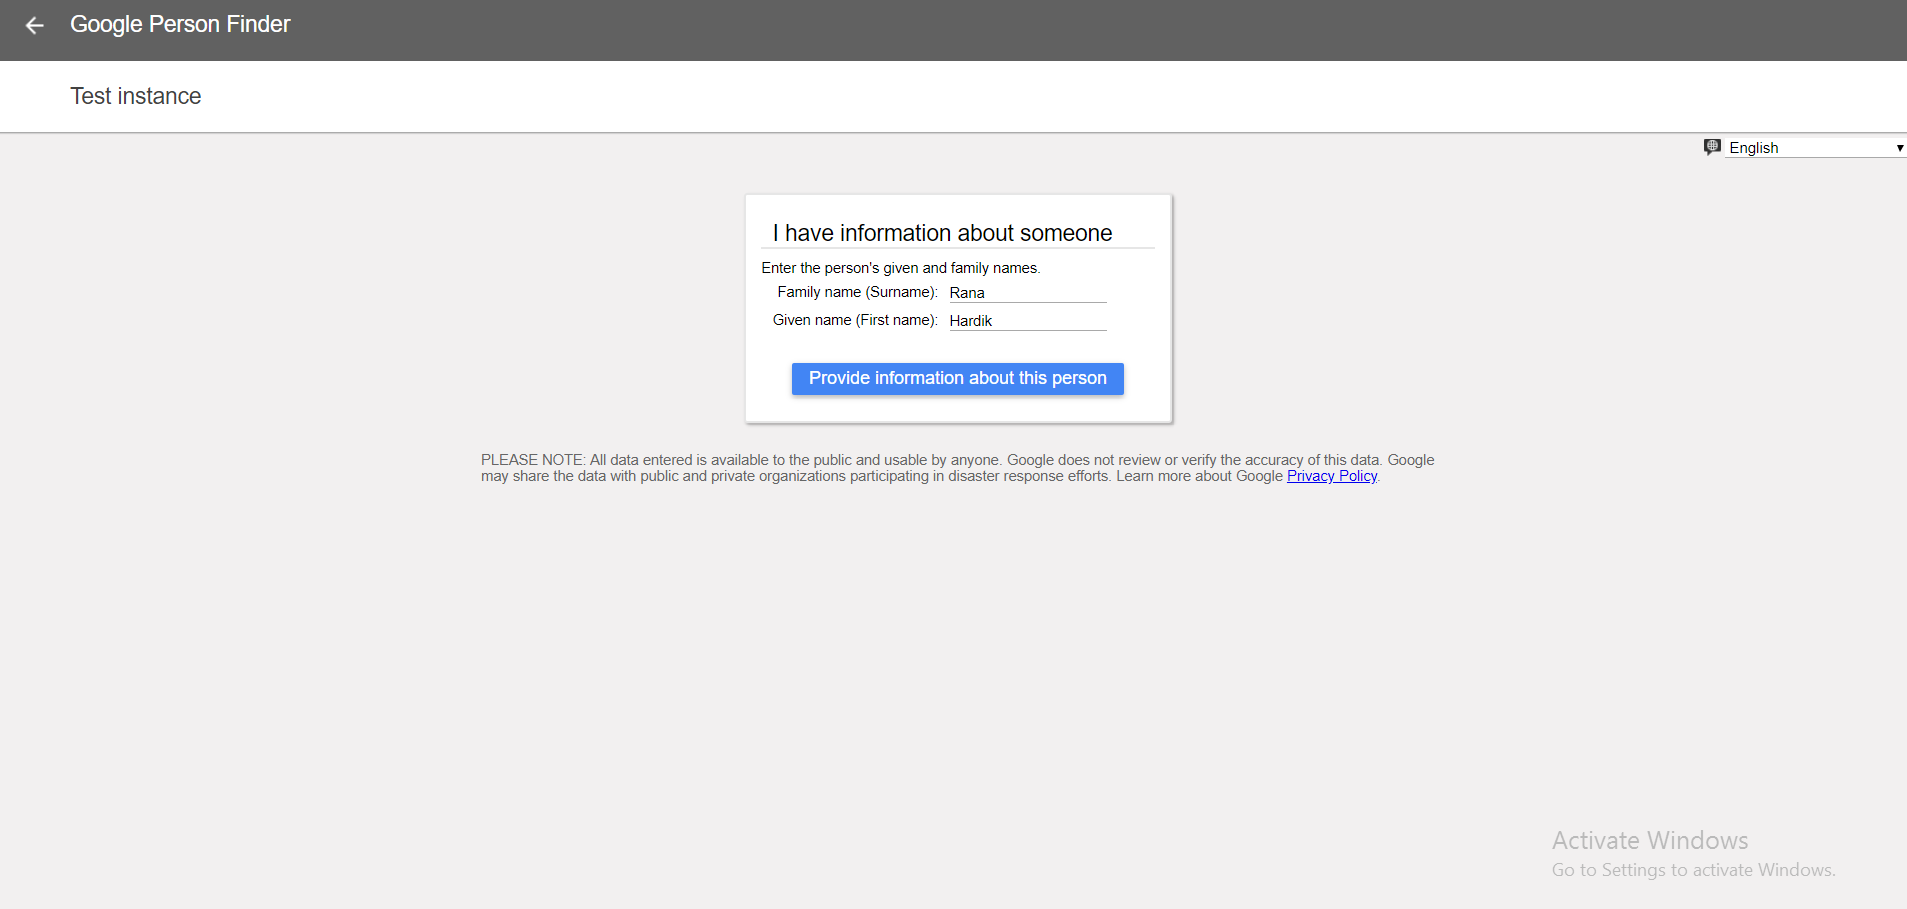 Google Person Finder
Test instance
English
I have information about someone
Enter the person's given and family names.
Family name (Surname): Rana
Given name (First name): Hardik
Provide information about this person
PLEASE NOTE: All data entered is available to the public and usable by anyone. Google does not review or verify the accuracy of this data. Google
may share the data with public and private organizations participating in disaster response efforts. Learn more about Google Privacy Policy.
Activate Windows
Go to Settings to activate Windows.